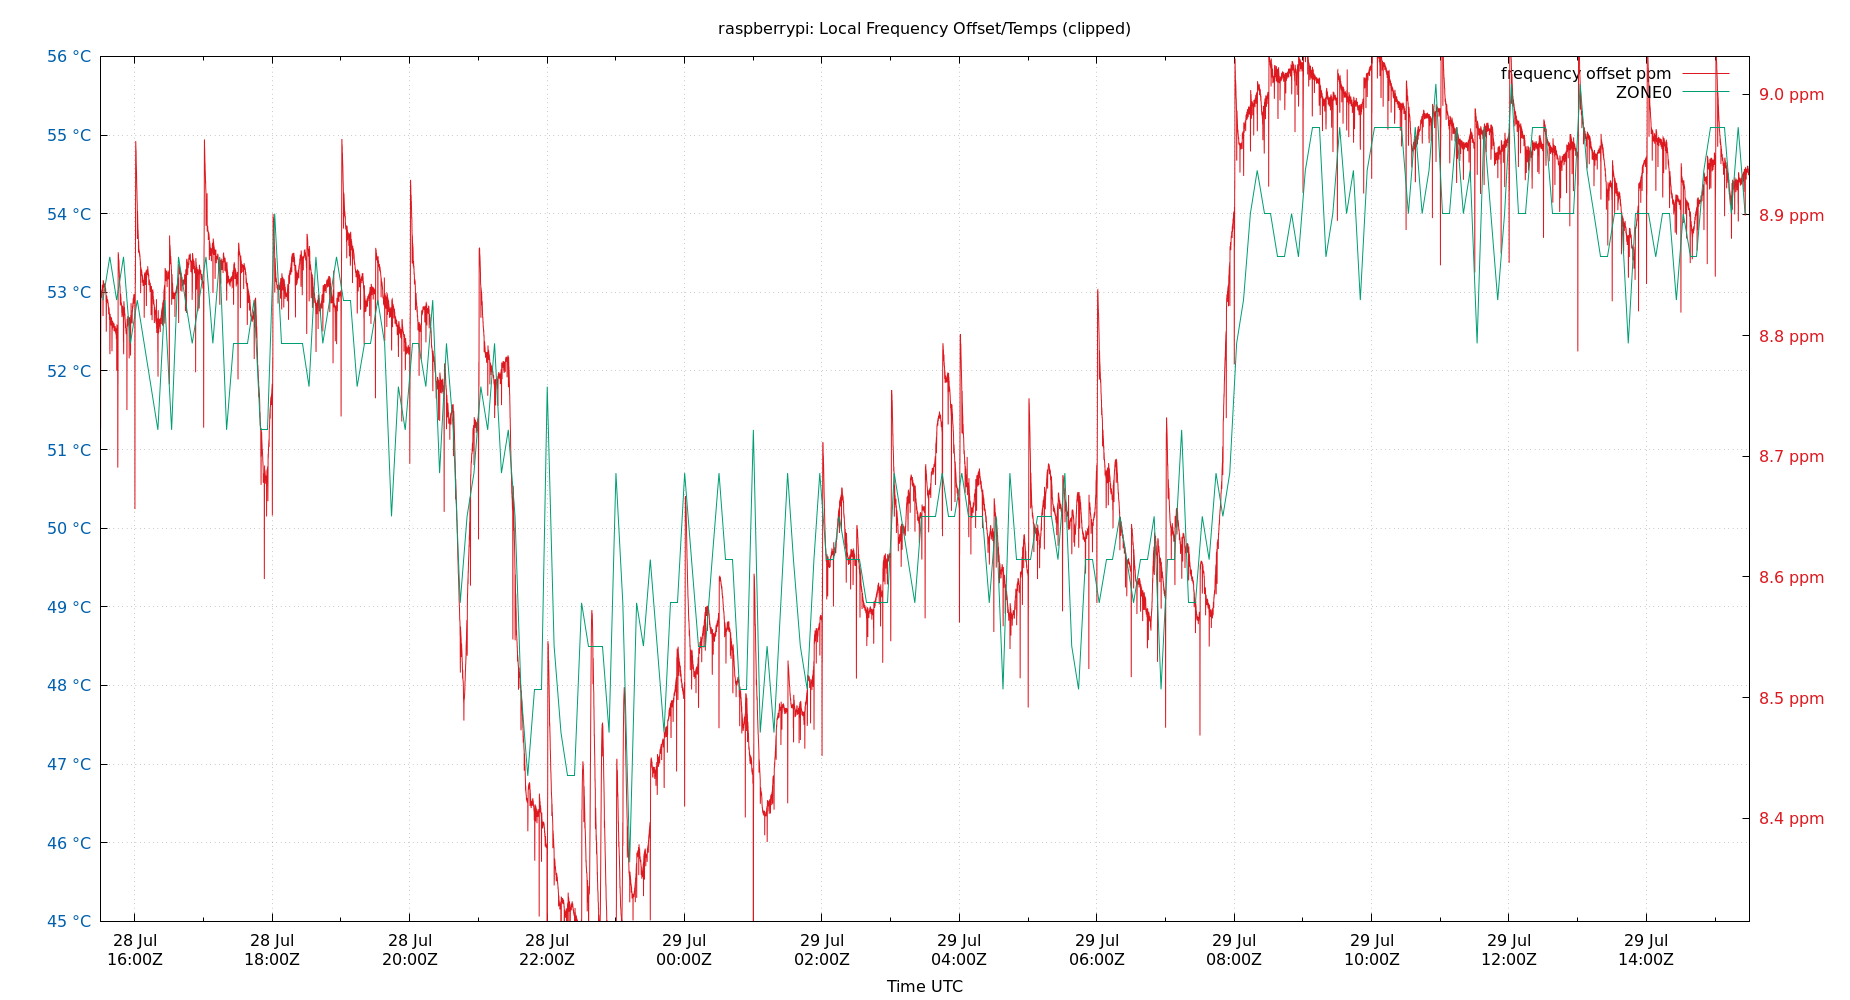 raspberrypi: Local Frequency Offset/Temps (clipped)
56 °C
55 °C
54 °C
53 °C
52 °C
51 °C
50 °C
49 °C
48 °C
47 °C
46 °C
45 °C
frequency offset ppm
ZONE0
9.0 ppm
8.9 ppm
8.8 ppm
8.7 ppm
8.6 ppm
8.5 ppm
8.4 ppm
28 Jul 28 Jul 28 Jul 28 Jul 29 Jul 29 Jul 29 Jul 29 Jul 29 Jul 29 Jul 29 Jul 29 Jul
16:00Z 18:00Z 20:00Z 22:00Z 00:00Z 02:00Z 04:00Z 06:00Z 08:00Z 10:00Z 12:00Z 14:00Z
Time UTC